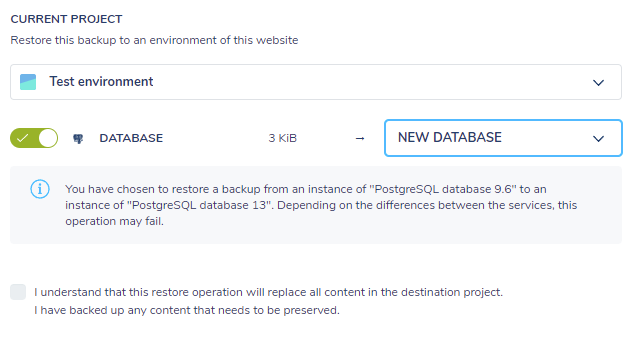 CURRENT PROJECT
Restore this backup to an environment of this website
Test environment
DATABASE 3 KiB → NEW DATABASE
You have chosen to restore a backup from an instance of "PostgreSQL database 9.6" to an
instance of "PostgreSQL database 13". Depending on the differences between the services, this
operation may fail.
I understand that this restore operation will replace all content in the destination project.
I have backed up any content that needs to be preserved.